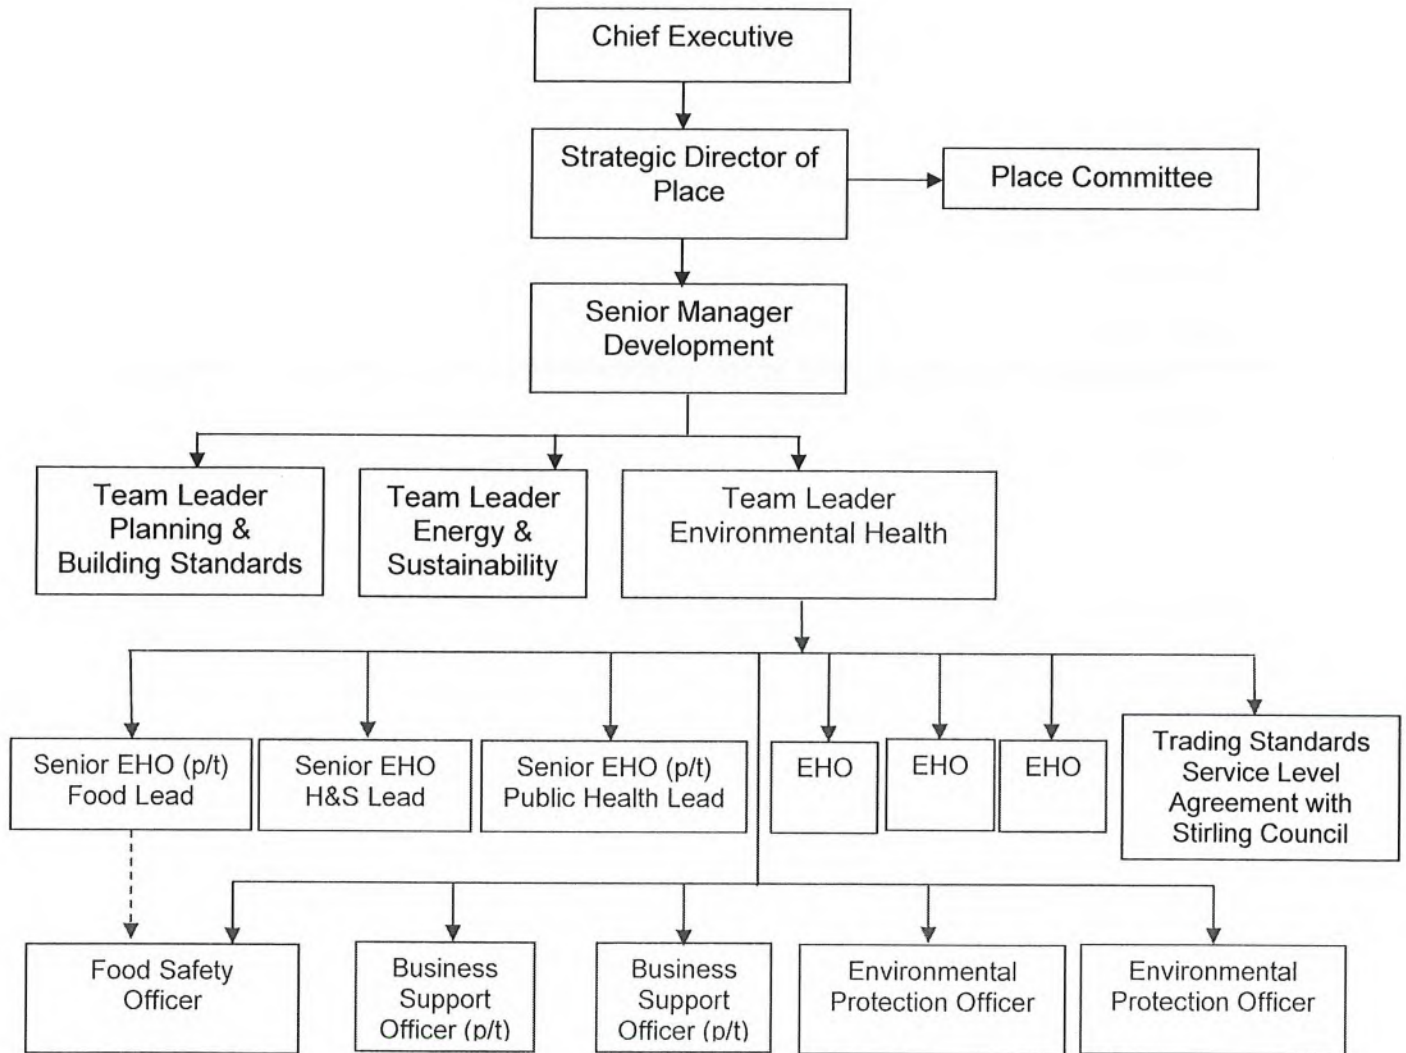 Chief Executive
Strategic Director of
Place
Place Committee
Senior Manager
Development
Team Leader
Planning &
Building Standards
Team Leader
Energy &
Sustainability
Team Leader
Environmental Health
Senior EHO (p/t)
Food Lead
Senior EHO
H&S Lead
Senior EHO (p/t)
Public Health Lead
EHO
EHO
EHO
Trading Standards
Service Level
Agreement with
Stirling Council
Food Safety
Officer
Business
Support
Officer (p/t)
Business
Support
Officer (p/t)
Environmental
Protection Officer
Environmental
Protection Officer